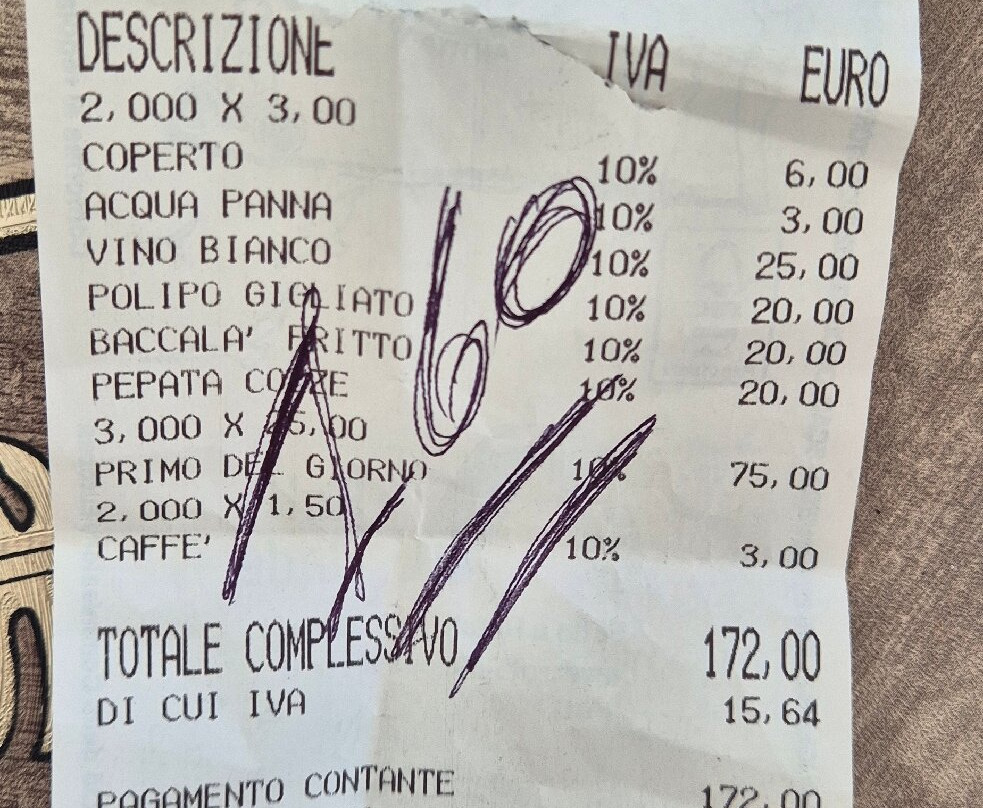 DESCRIZIONE IVA EURO
2,000 X 3,00
COPERTO 10% 6,00
ACQUA PANNA 10% 3,00
VINO BIANCO 10% 25,00
POLIPO GIGLIATO 10% 20,00
BACCALA' FRITTO 10% 20,00
PEPATA COZZE 10% 20,00
3,000 X 25,00
PRIMO DEL GIORNO 10% 75,00
2,000 X 1,50
CAFFE' 10% 3,00
TOTALE COMPLESSIVO 172,00
DI CUI IVA 15,64
PAGAMENTO CONTANTE 172,00
160